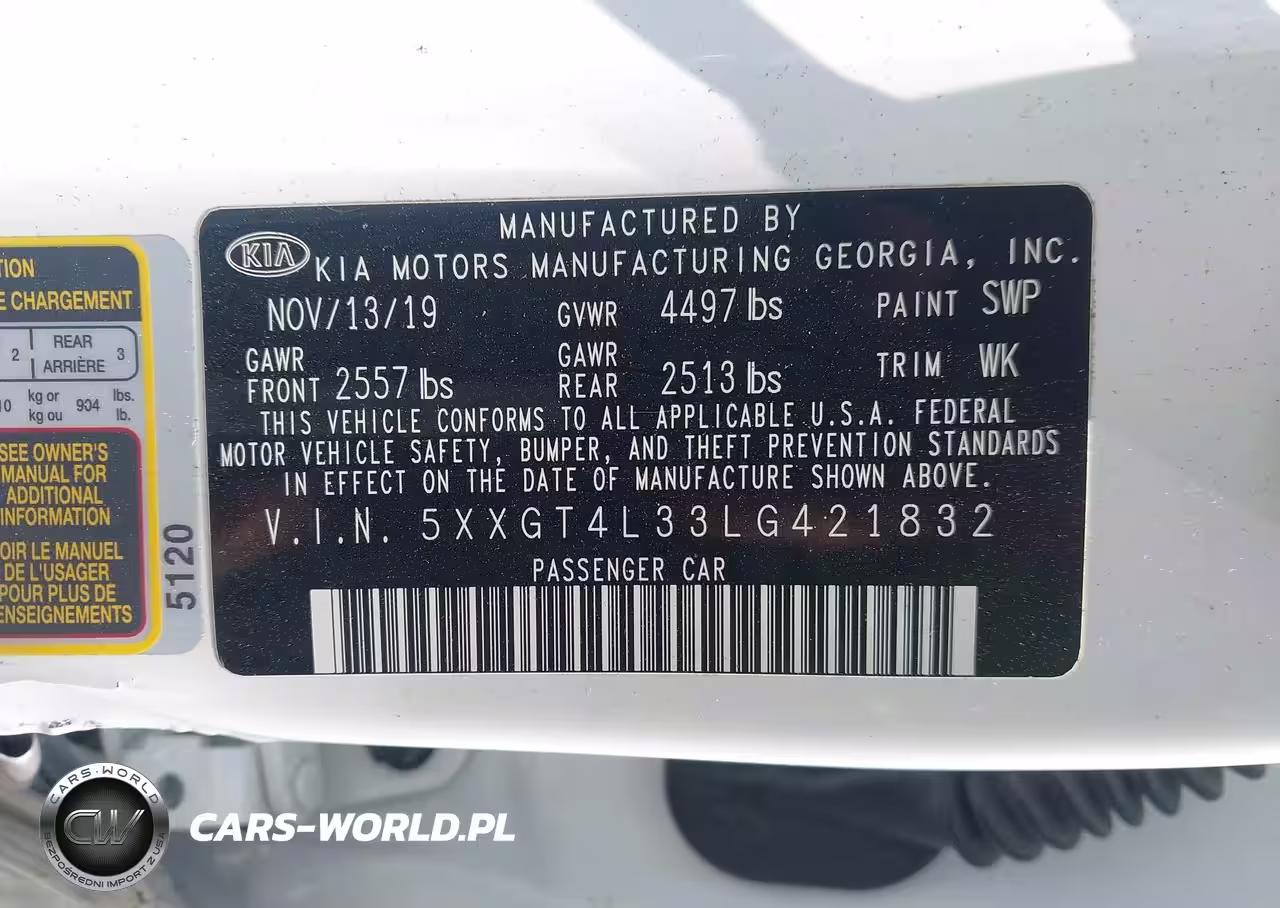 MANUFACTURED BY
KIA
KIA MOTORS MANUFACTURING GEORGIA, INC.
NOV/13/19 GVWR 4497 lbs PAINT SWP
GAWR FRONT 2557 lbs GAWR REAR 2513 lbs TRIM WK
THIS VEHICLE CONFORMS TO ALL APPLICABLE U.S.A. FEDERAL
MOTOR VEHICLE SAFETY, BUMPER, AND THEFT PREVENTION STANDARDS
IN EFFECT ON THE DATE OF MANUFACTURE SHOWN ABOVE.
V.I.N. 5XXGT4L33LG421832
PASSENGER CAR
TION
E CHARGEMENT
2 REAR ARRIÈRE 3
10 kg or kg ou 904 lbs. lb.
SEE OWNER'S
MANUAL FOR
ADDITIONAL
INFORMATION
OIR LE MANUEL
DE L'USAGER
POUR PLUS DE
ENSEIGNEMENTS
5120
CARS-WORLD
CW
BEZPOŚREDNI IMPORT Z USA
CARS-WORLD.PL